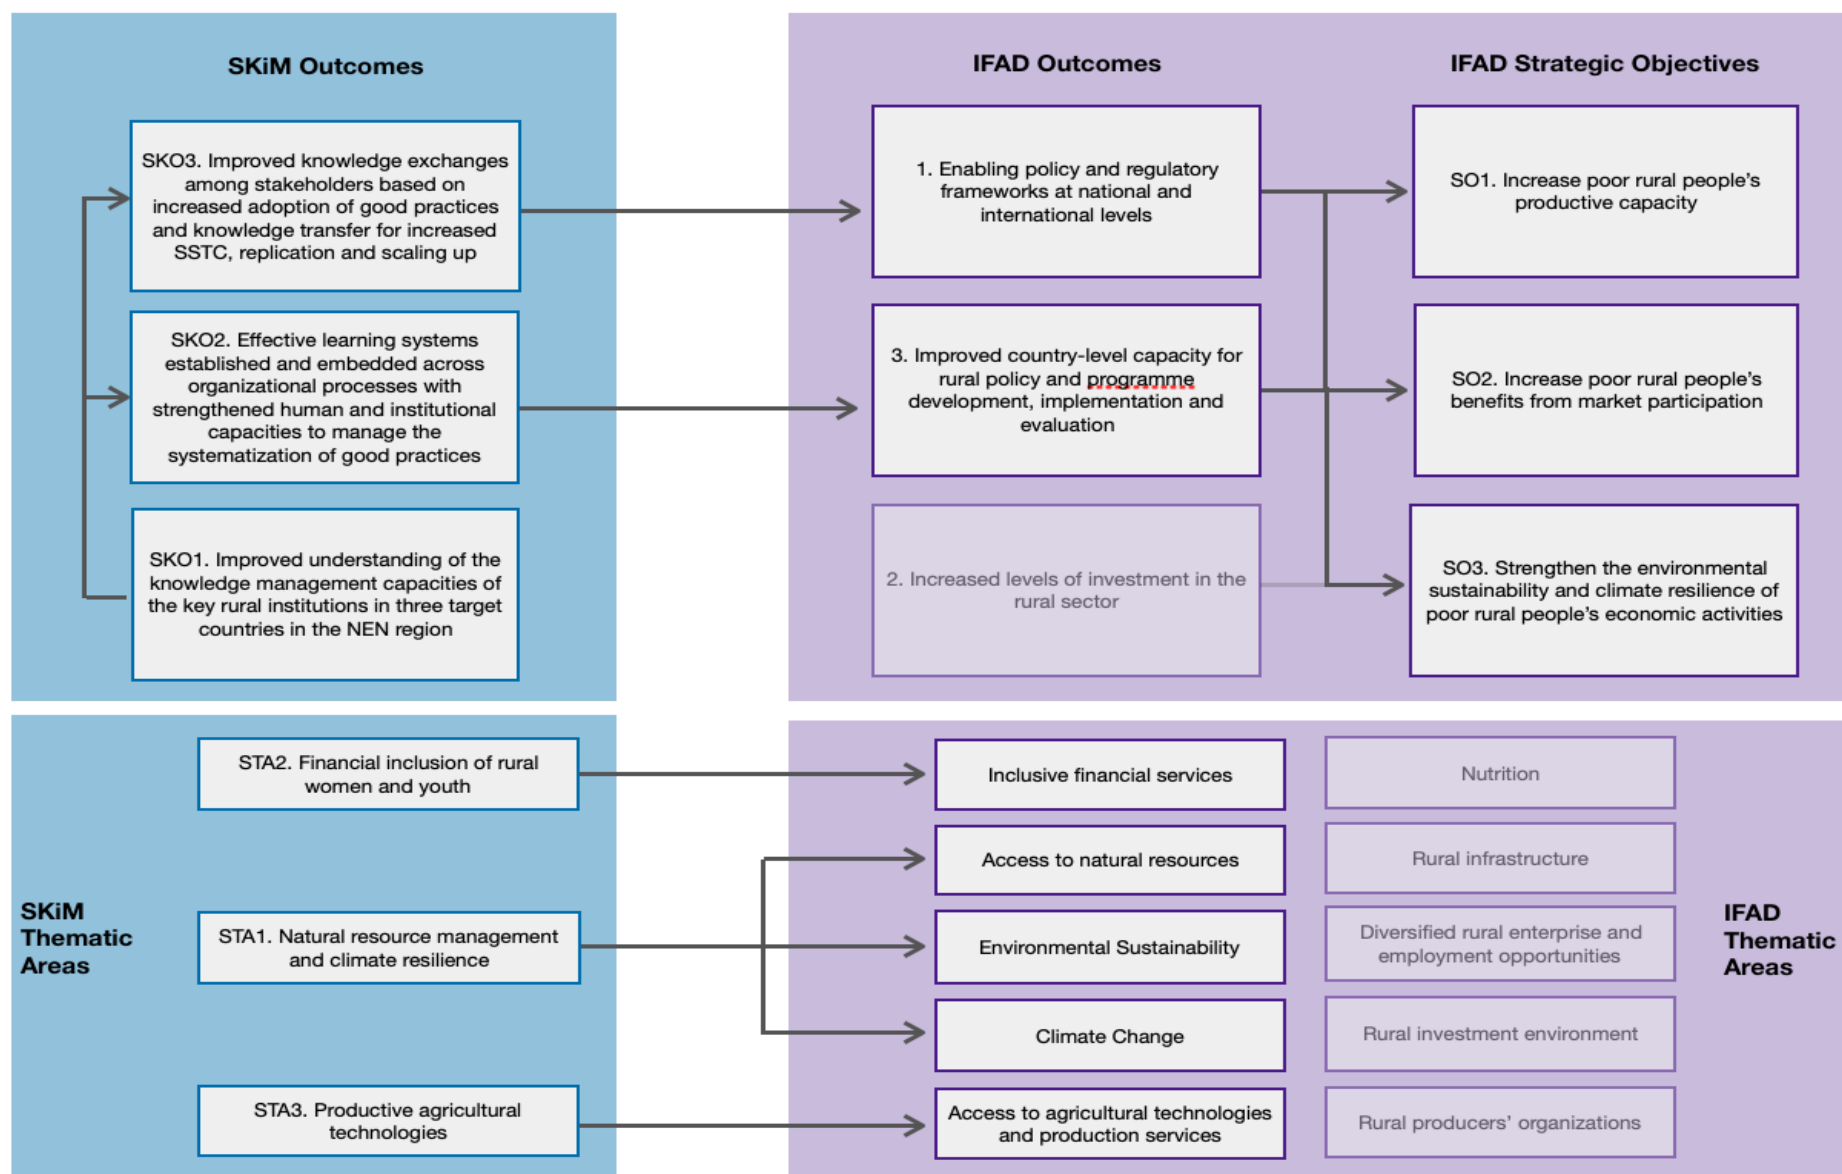 SKiM Outcomes
SKO3. Improved knowledge exchanges
among stakeholders based on
increased adoption of good practices
and knowledge transfer for increased
SSTC, replication and scaling up
SKO2. Effective learning systems
established and embedded across
organizational processes with
strengthened human and institutional
capacities to manage the
systematization of good practices
SKO1. Improved understanding of the
knowledge management capacities of
the key rural institutions in three target
countries in the NEN region
IFAD Outcomes
1. Enabling policy and regulatory
frameworks at national and
international levels
3. Improved country-level capacity for
rural policy and programme
development, implementation and
evaluation
2. Increased levels of investment in the
rural sector
IFAD Strategic Objectives
SO1. Increase poor rural people's
productive capacity
SO2. Increase poor rural people's
benefits from market participation
SO3. Strengthen the environmental
sustainability and climate resilience of
poor rural people's economic activities
SKiM
Thematic
Areas
STA2. Financial inclusion of rural
women and youth
STA1. Natural resource management
and climate resilience
STA3. Productive agricultural
technologies
Inclusive financial services
Access to natural resources
Environmental Sustainability
Climate Change
Access to agricultural technologies
and production services
Nutrition
Rural infrastructure
Diversified rural enterprise and
employment opportunities
Rural investment environment
Rural producers' organizations
IFAD
Thematic
Areas